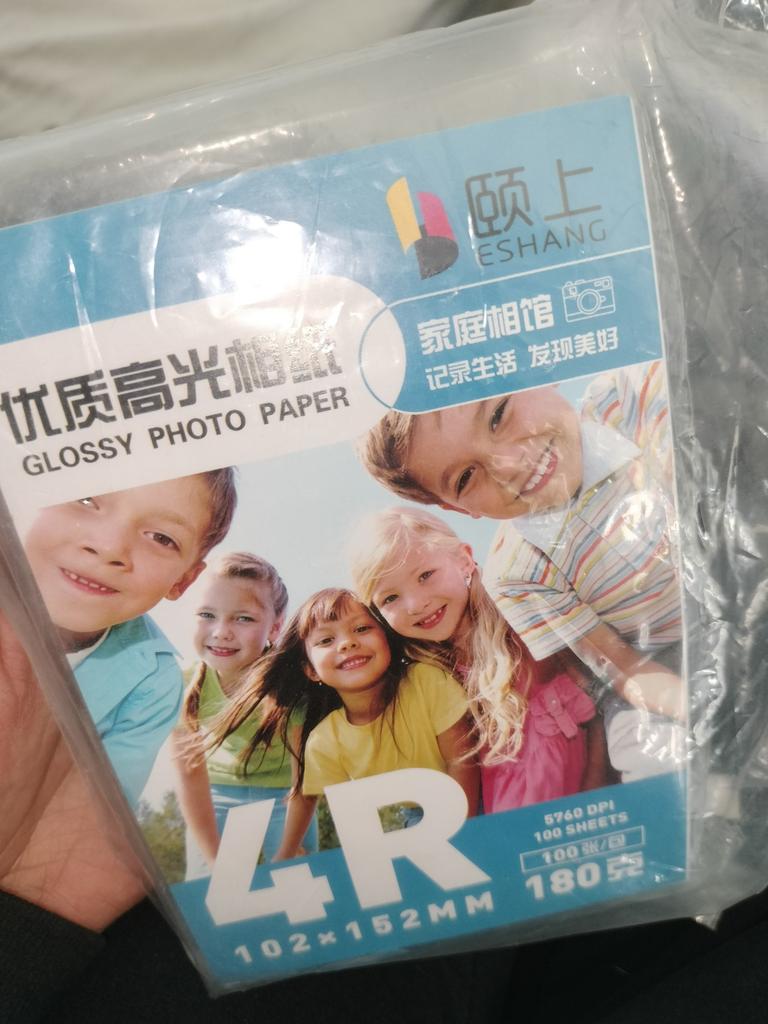 颐上
ESHANG
家庭相馆
记录生活 发现美好
优质高光相纸
GLOSSY PHOTO PAPER
4R
102×152MM
5760 DPI
100 SHEETS
100张/包
180克